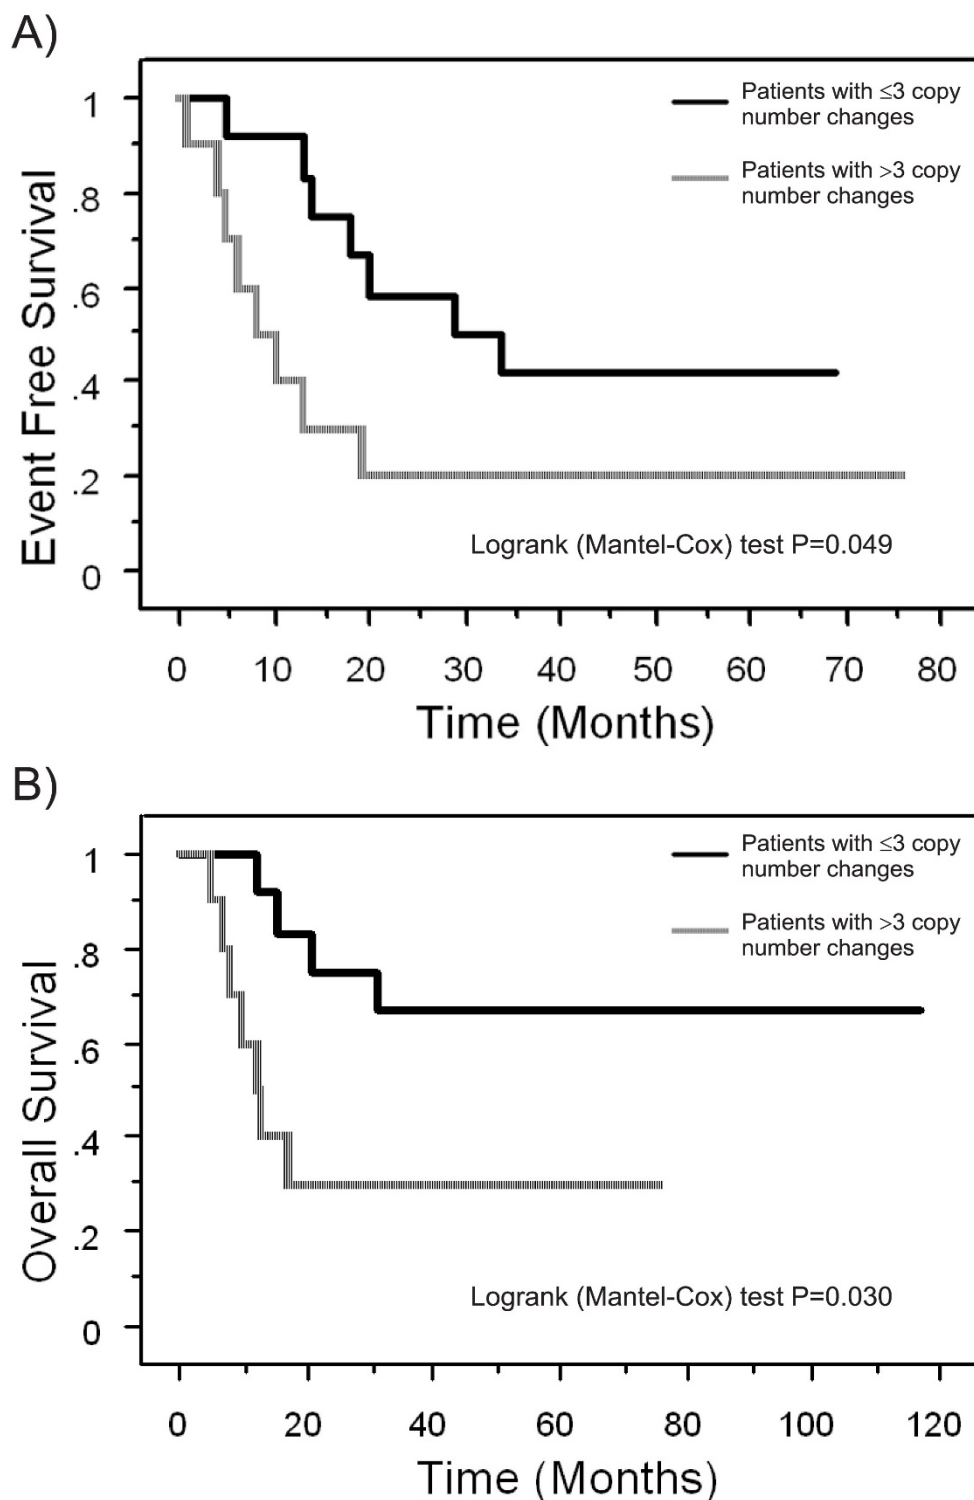 A)
Event Free Survival
1
.8
.6
.4
.2
0
Patients with ≤3 copy
number changes
Patients with >3 copy
number changes
Logrank (Mantel-Cox) test P=0.049
0 10 20 30 40 50 60 70 80
Time (Months)
B)
Overall Survival
1
.8
.6
.4
.2
0
Patients with ≤3 copy
number changes
Patients with >3 copy
number changes
Logrank (Mantel-Cox) test P=0.030
0 20 40 60 80 100 120
Time (Months)